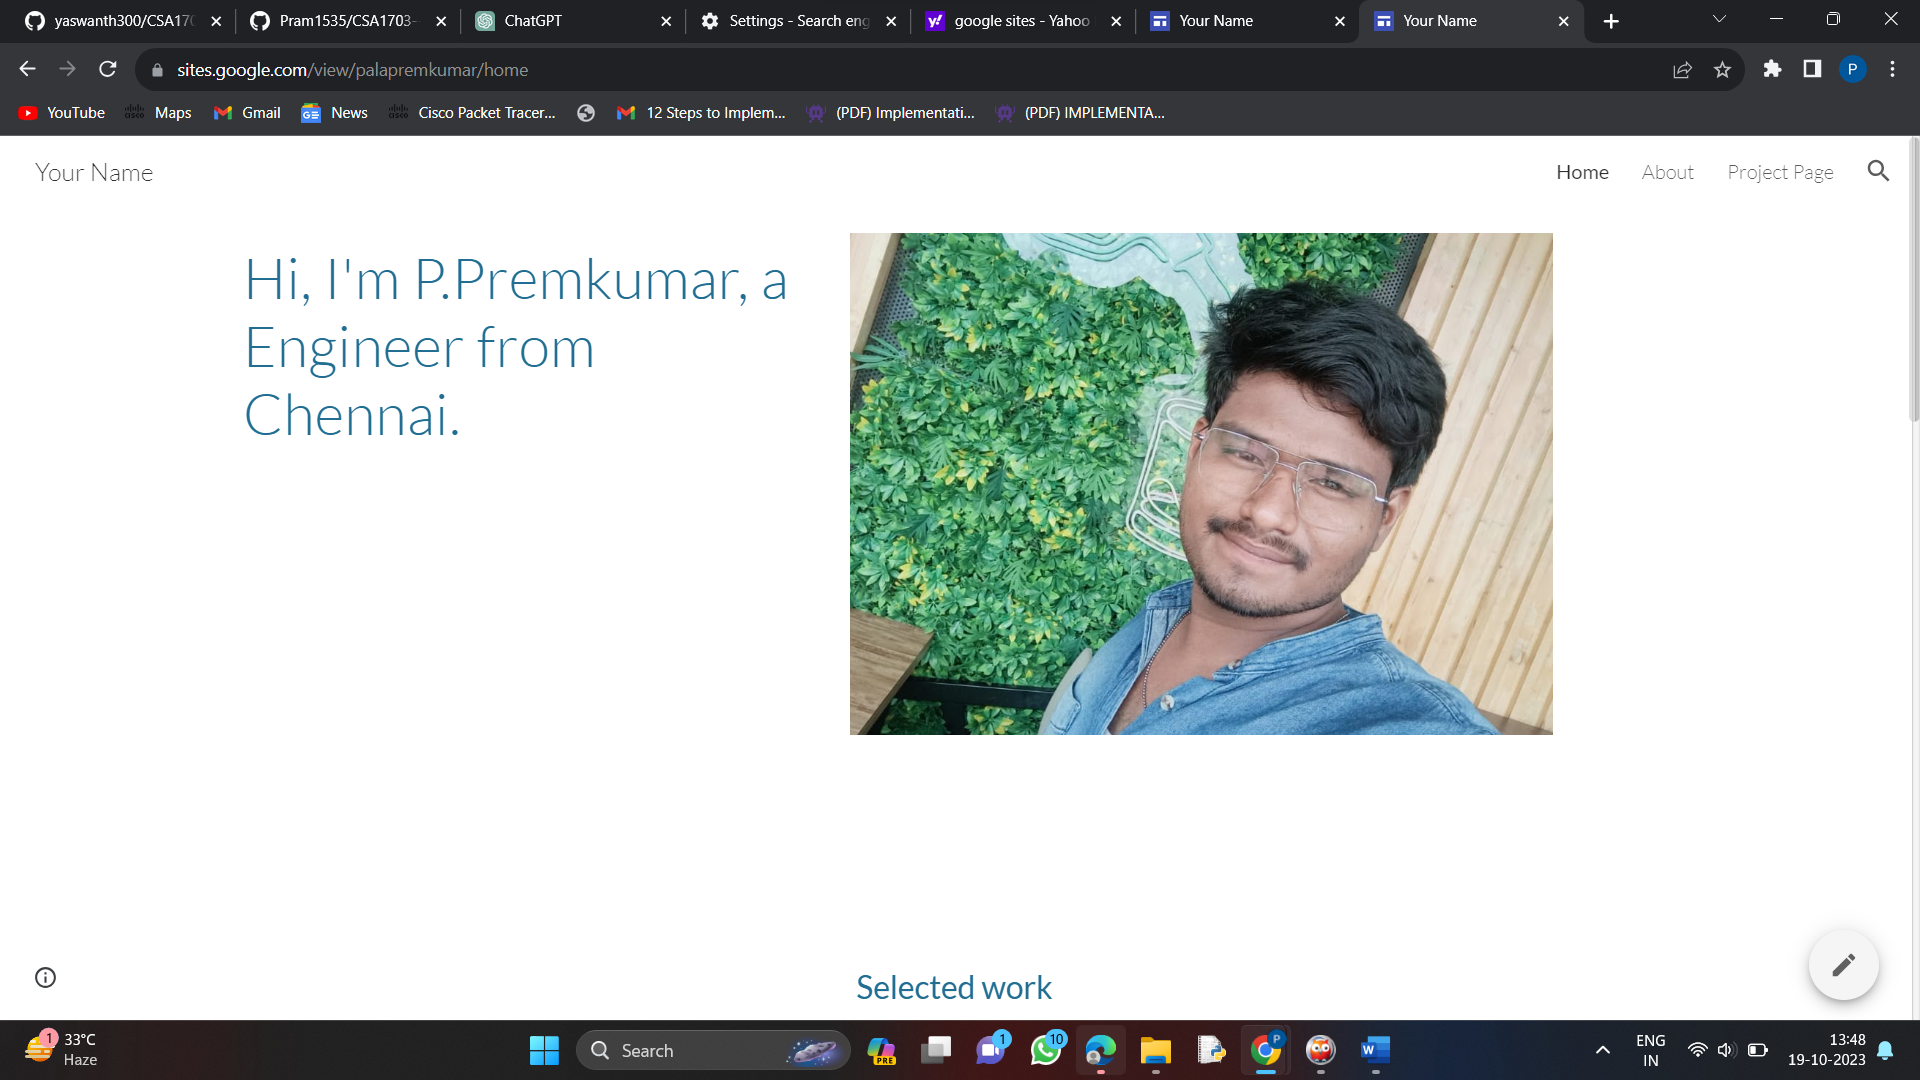 yaswanth300/CSA170
Pram1535/CSA1703-
ChatGPT
Settings - Search eng
google sites - Yahoo
Your Name
Your Name
sites.google.com/view/palapremkumar/home
P
YouTube
Maps
Gmail
News
Cisco Packet Tracer...
12 Steps to Implem...
(PDF) Implementati...
(PDF) IMPLEMENTA...
Your Name
Home
About
Project Page
Hi, I'm P.Premkumar, a
Engineer from
Chennai.
Selected work
1
33°C
Haze
Search
PRE
1
10
P
W
ENG
IN
13:48
19-10-2023